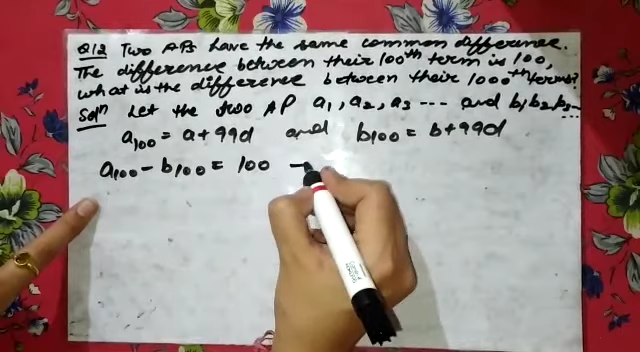 Q12 Two APs have the same common difference.
The difference between their 100th term is 100,
what is the difference between their 1000th terms?
Soln Let the two AP a1, a2, a3 ---- and b1 b2 b3 ---
a100 = a+99d and b100 = b+99d
a100 - b100 = 100 -